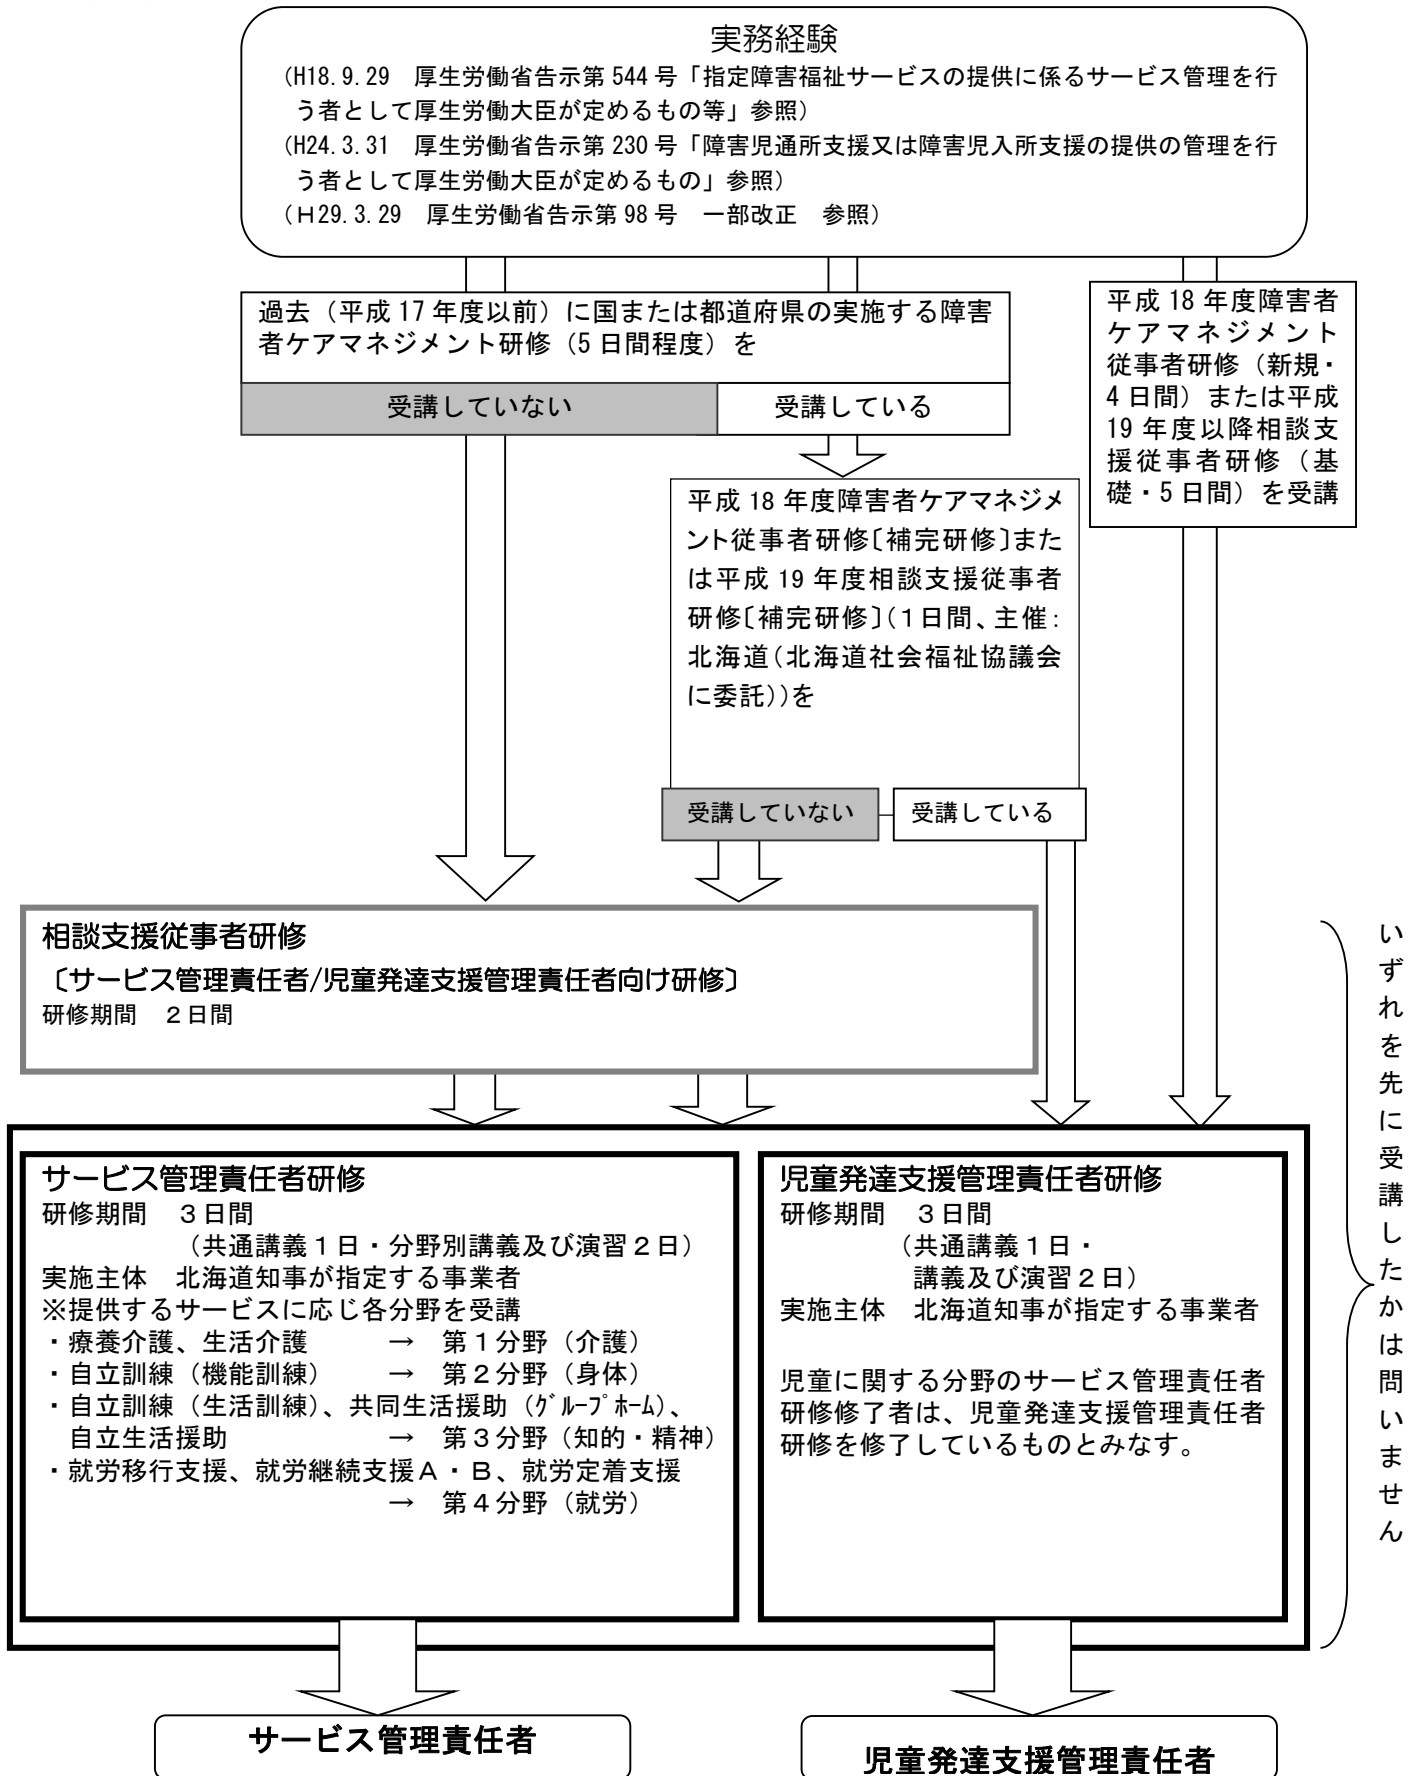 実務経験
（H18.9.29　厚生労働省告示第544号「指定障害福祉サービスの提供に係るサービス管理を行
う者として厚生労働大臣が定めるもの等」参照）
（H24.3.31　厚生労働省告示第230号「障害児通所支援又は障害児入所支援の提供の管理を行
う者として厚生労働大臣が定めるもの」参照）
（Ｈ29.3.29　厚生労働省告示第98号　一部改正　参照）
過去（平成17年度以前）に国または都道府県の実施する障害
者ケアマネジメント研修（5日間程度）を
受講していない
受講している
平成18年度障害者
ケアマネジメント
従事者研修（新規・
4日間）または平成
19年度以降相談支
援従事者研修（基
礎・5日間）を受講
平成18年度障害者ケアマネジメ
ント従事者研修〔補完研修〕また
は平成19年度相談支援従事者
研修〔補完研修〕（１日間、主催：
北海道（北海道社会福祉協議会
に委託））を
受講していない
受講している
相談支援従事者研修
〔サービス管理責任者/児童発達支援管理責任者向け研修〕
研修期間　２日間
サービス管理責任者研修
研修期間　３日間
（共通講義１日・分野別講義及び演習２日）
実施主体　北海道知事が指定する事業者
※提供するサービスに応じ各分野を受講
・療養介護、生活介護　→　第１分野（介護）
・自立訓練（機能訓練）　→　第２分野（身体）
・自立訓練（生活訓練）、共同生活援助（ｸﾞﾙｰﾌﾟﾎｰﾑ）、
自立生活援助　→　第３分野（知的・精神）
・就労移行支援、就労継続支援Ａ・Ｂ、就労定着支援
→　第４分野（就労）
児童発達支援管理責任者研修
研修期間　３日間
（共通講義１日・
講義及び演習２日）
実施主体　北海道知事が指定する事業者
児童に関する分野のサービス管理責任者
研修修了者は、児童発達支援管理責任者
研修を修了しているものとみなす。
いずれを先に受講したかは問いません
サービス管理責任者
児童発達支援管理責任者